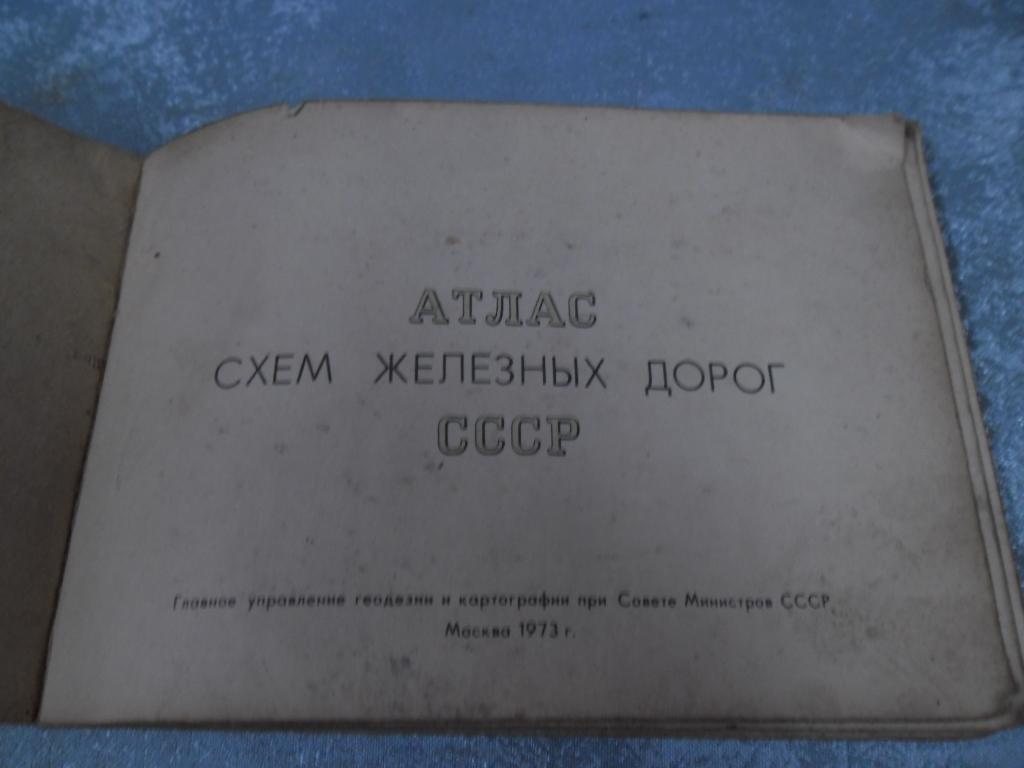 АТЛАС
СХЕМ ЖЕЛЕЗНЫХ ДОРОГ
СССР
Главное управление геодезии и картографии при Совете Министров СССР
Москва 1973 г.